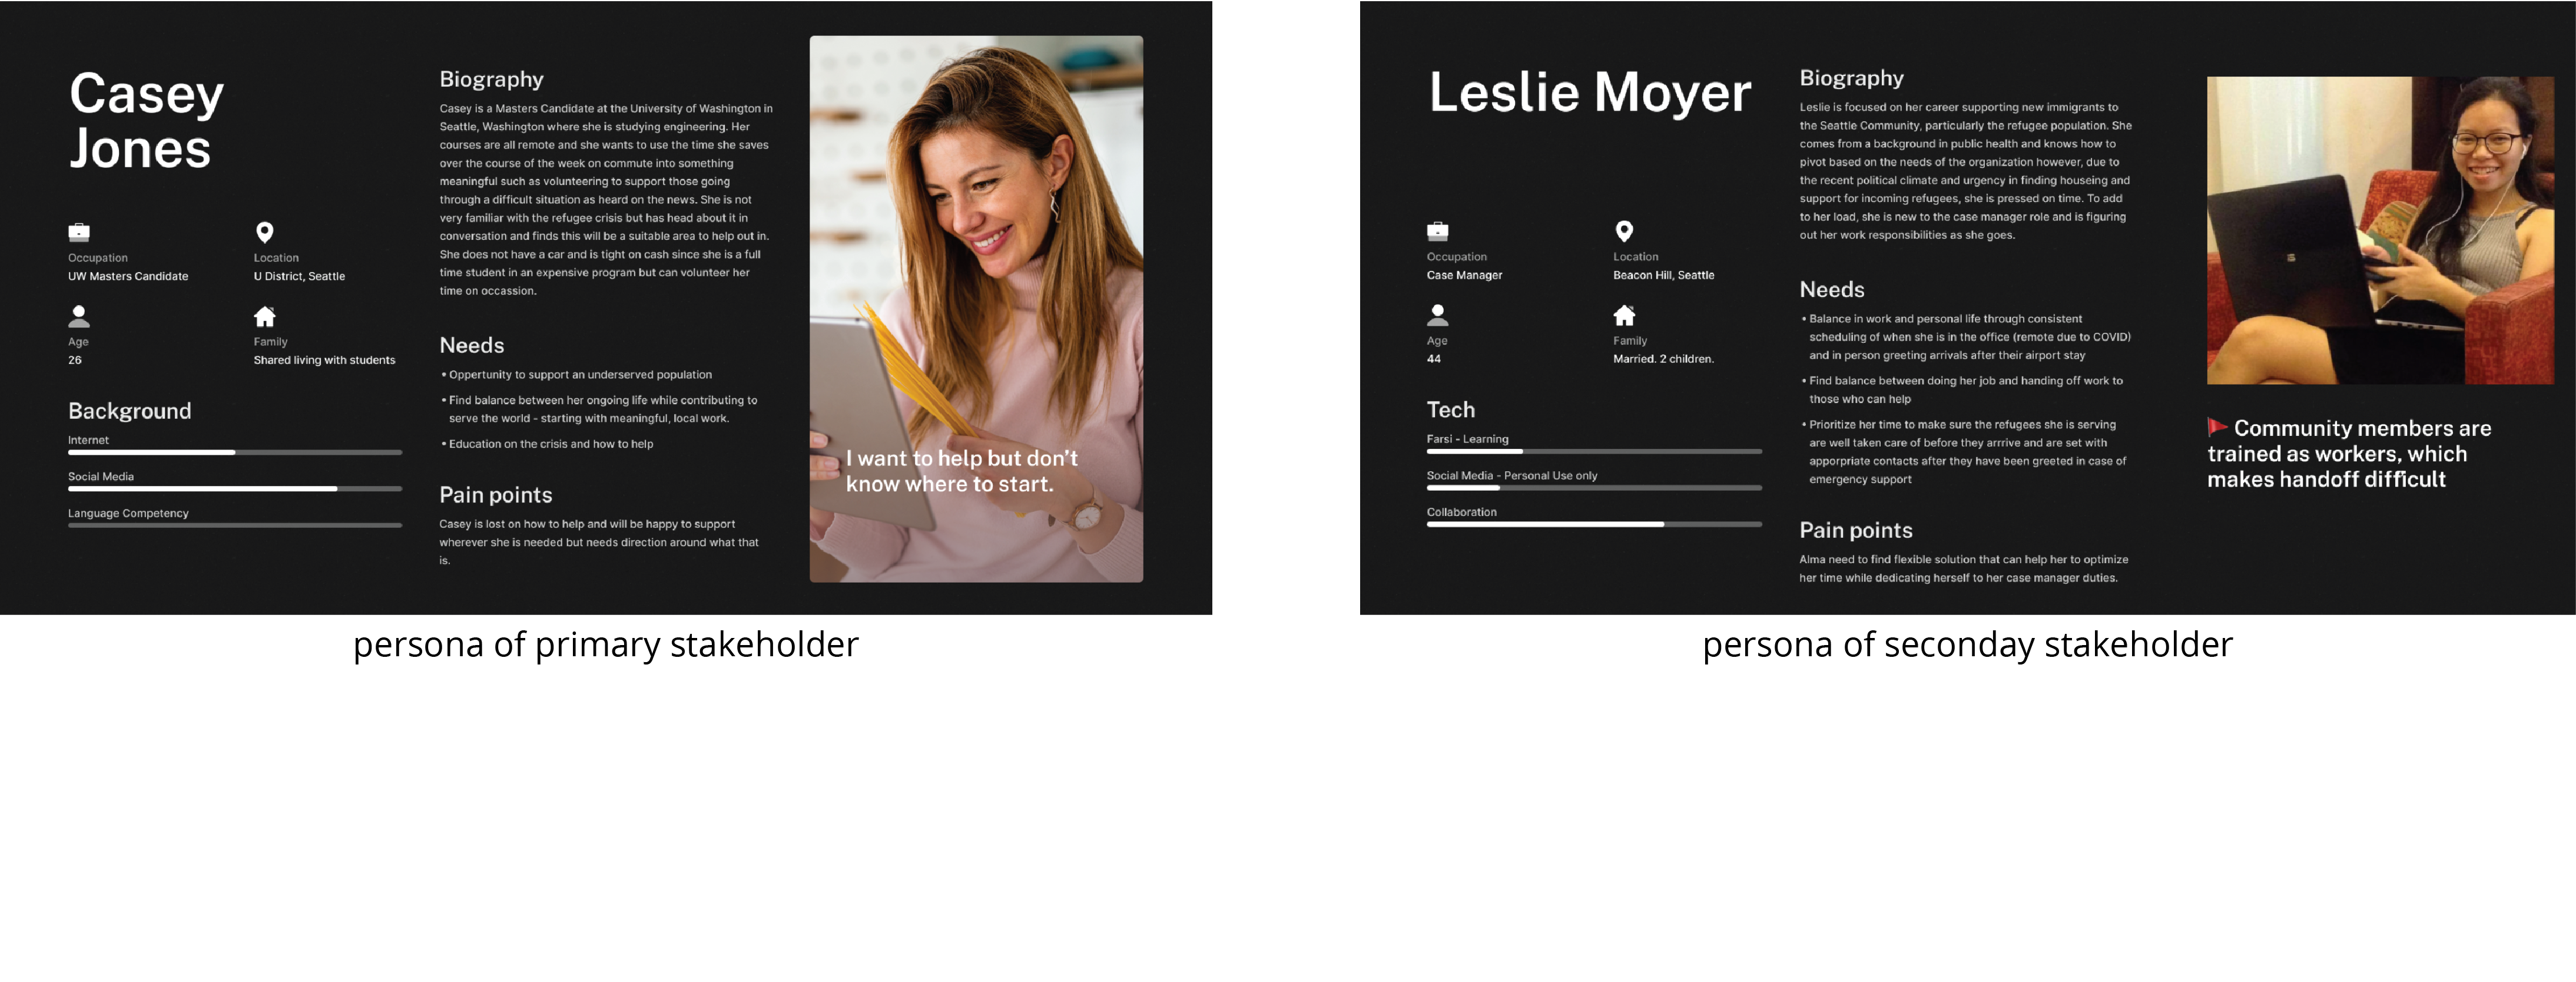 Casey
Jones
Occupation
UW Masters Candidate
Location
U District, Seattle
Age
26
Family
Shared living with students
Background
Internet
Social Media
Language Competency
Biography
Casey is a Masters Candidate at the University of Washington in
Seattle, Washington where she is studying engineering. Her
courses are all remote and she wants to use the time she saves
over the course of the week on commute into something
meaningful such as volunteering to support those going
through a difficult situation as heard on the news. She is not
very familiar with the refugee crisis but has head about it in
conversation and finds this will be a suitable area to help out in.
She does not have a car and is tight on cash since she is a full
time student in an expensive program but can volunteer her
time on occassion.
Needs
• Oppertunity to support an underserved population
• Find balance between her ongoing life while contributing to
serve the world - starting with meaningful, local work.
• Education on the crisis and how to help
Pain points
Casey is lost on how to help and will be happy to support
wherever she is needed but needs direction around what that
is.
I want to help but don't
know where to start.
persona of primary stakeholder
Leslie Moyer
Occupation
Case Manager
Location
Beacon Hill, Seattle
Age
44
Family
Married. 2 children.
Tech
Farsi - Learning
Social Media - Personal Use only
Collaboration
Biography
Leslie is focused on her career supporting new immigrants to
the Seattle Community, particularly the refugee population. She
comes from a background in public health and knows how to
pivot based on the needs of the organization however, due to
the recent political climate and urgency in finding houseing and
support for incoming refugees, she is pressed on time. To add
to her load, she is new to the case manager role and is figuring
out her work responsibilities as she goes.
Needs
• Balance in work and personal life through consistent
scheduling of when she is in the office (remote due to COVID)
and in person greeting arrivals after their airport stay
• Find balance between doing her job and handing off work to
those who can help
• Prioritize her time to make sure the refugees she is serving
are well taken care of before they arrrive and are set with
apporpriate contacts after they have been greeted in case of
emergency support
Pain points
Alma need to find flexible solution that can help her to optimize
her time while dedicating herself to her case manager duties.
Community members are
trained as workers, which
makes handoff difficult
persona of seconday stakeholder